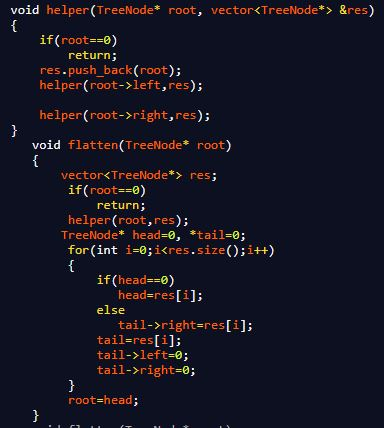 void helper(TreeNode* root, vector<TreeNode*> &res)
{
    if(root==0)
        return;
    res.push_back(root);
    helper(root->left,res);

    helper(root->right,res);
}
   void flatten(TreeNode* root)
   {
       vector<TreeNode*> res;
        if(root==0)
            return;
        helper(root,res);
       TreeNode* head=0, *tail=0;
        for(int i=0;i<res.size();i++)
        {
            if(head==0)
               head=res[i];
            else
               tail->right=res[i];
            tail=res[i];
            tail->left=0;
            tail->right=0;
        }
        root=head;
   }